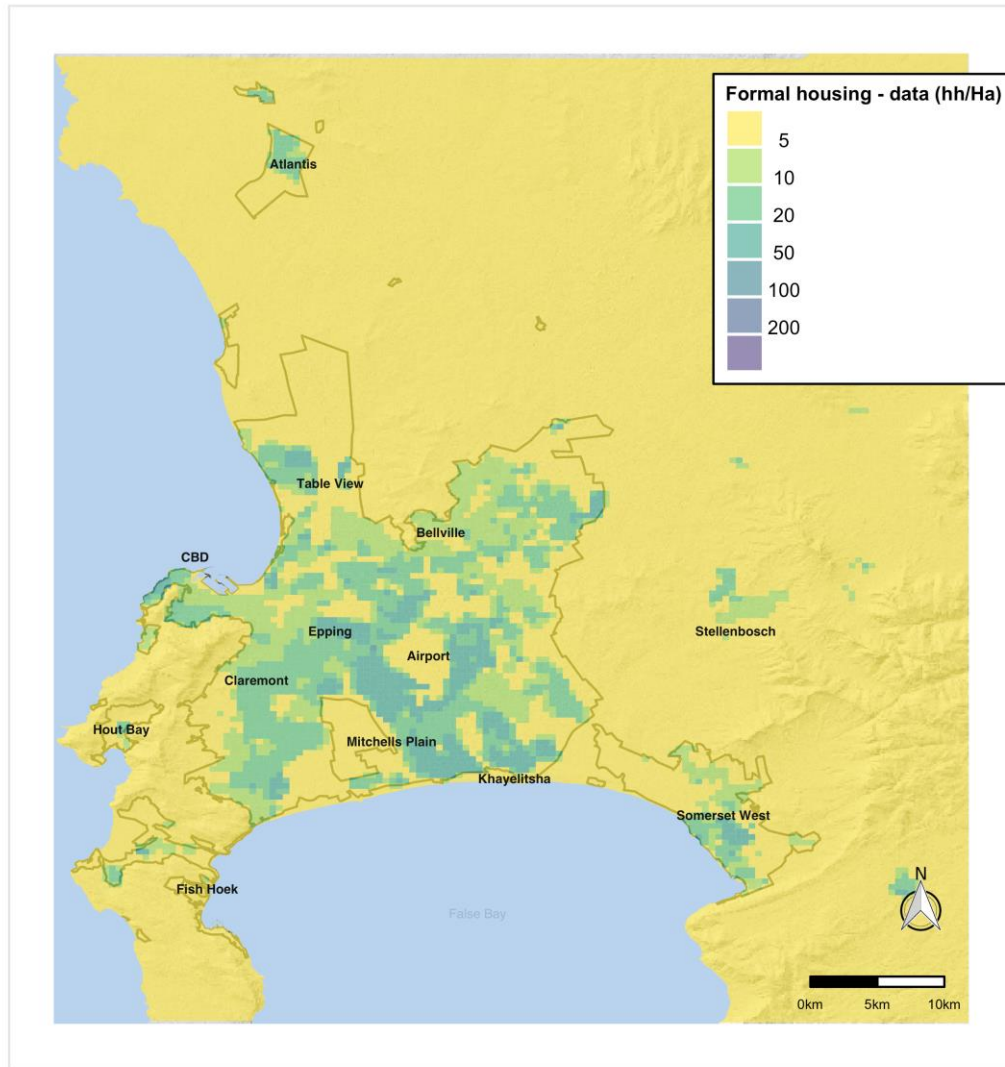 Formal housing - data (hh/Ha)
5
10
20
50
100
200
Atlantis
Table View
Bellville
CBD
Epping
Stellenbosch
Airport
Claremont
Hout Bay
Mitchells Plain
Khayelitsha
Somerset West
Fish Hoek
N
False Bay
0km 5km 10km